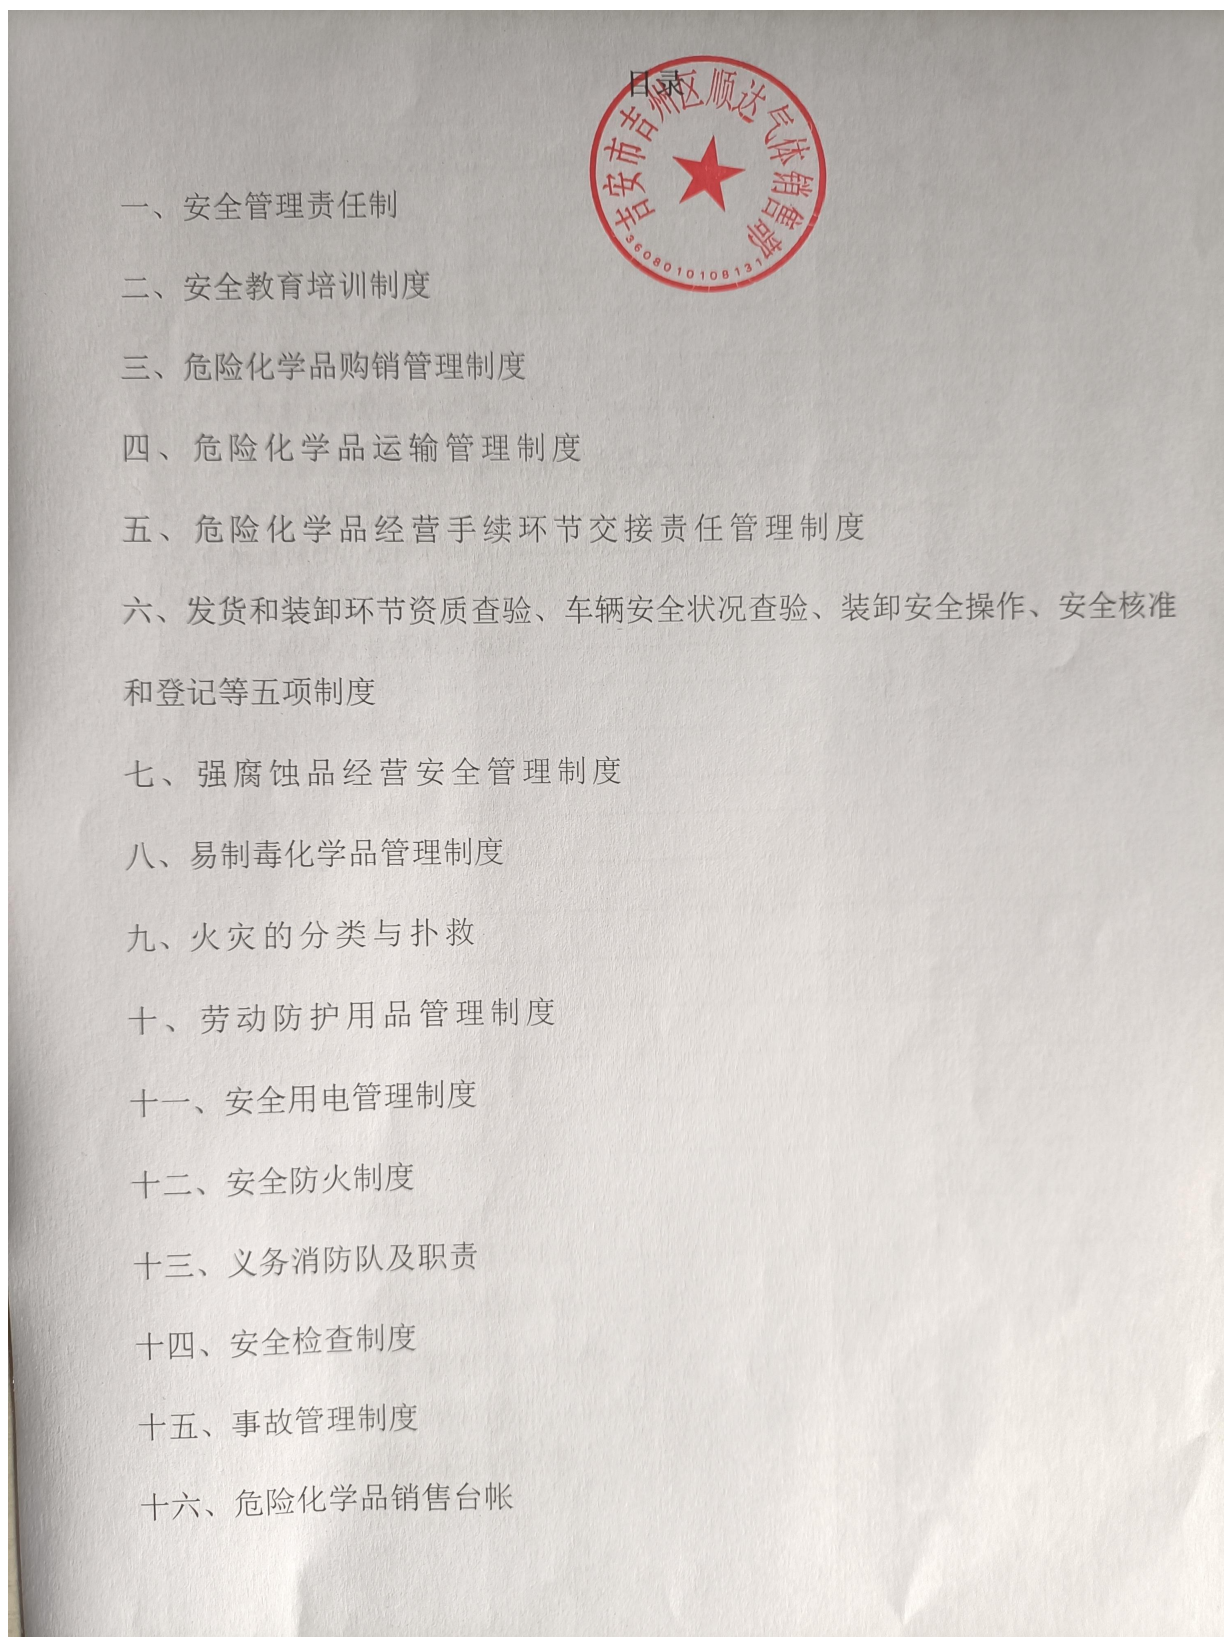 目录
吉安市吉州区顺达气体销售部
一、安全管理责任制
二、安全教育培训制度
三、危险化学品购销管理制度
四、危险化学品运输管理制度
五、危险化学品经营手续环节交接责任管理制度
六、发货和装卸环节资质查验、车辆安全状况查验、装卸安全操作、安全核准
和登记等五项制度
七、强腐蚀品经营安全管理制度
八、易制毒化学品管理制度
九、火灾的分类与扑救
十、劳动防护用品管理制度
十一、安全用电管理制度
十二、安全防火制度
十三、义务消防队及职责
十四、安全检查制度
十五、事故管理制度
十六、危险化学品销售台帐